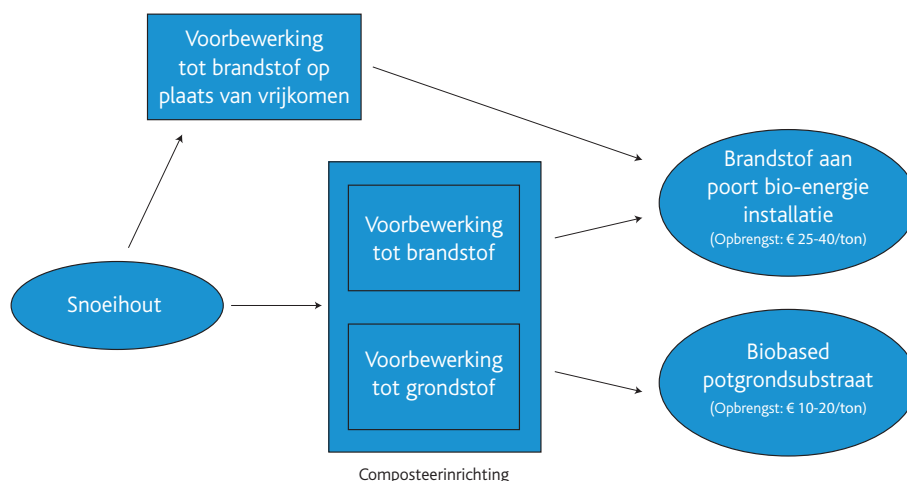 Voorbewerking
tot brandstof op
plaats van vrijkomen
Brandstof aan
poort bio-energie
installatie
(Opbrengst: € 25-40/ton)
Voorbewerking
tot brandstof
Snoeihout
Voorbewerking
tot grondstof
Biobased
potgrondsubstraat
(Opbrengst: € 10-20/ton)
Composteerinrichting